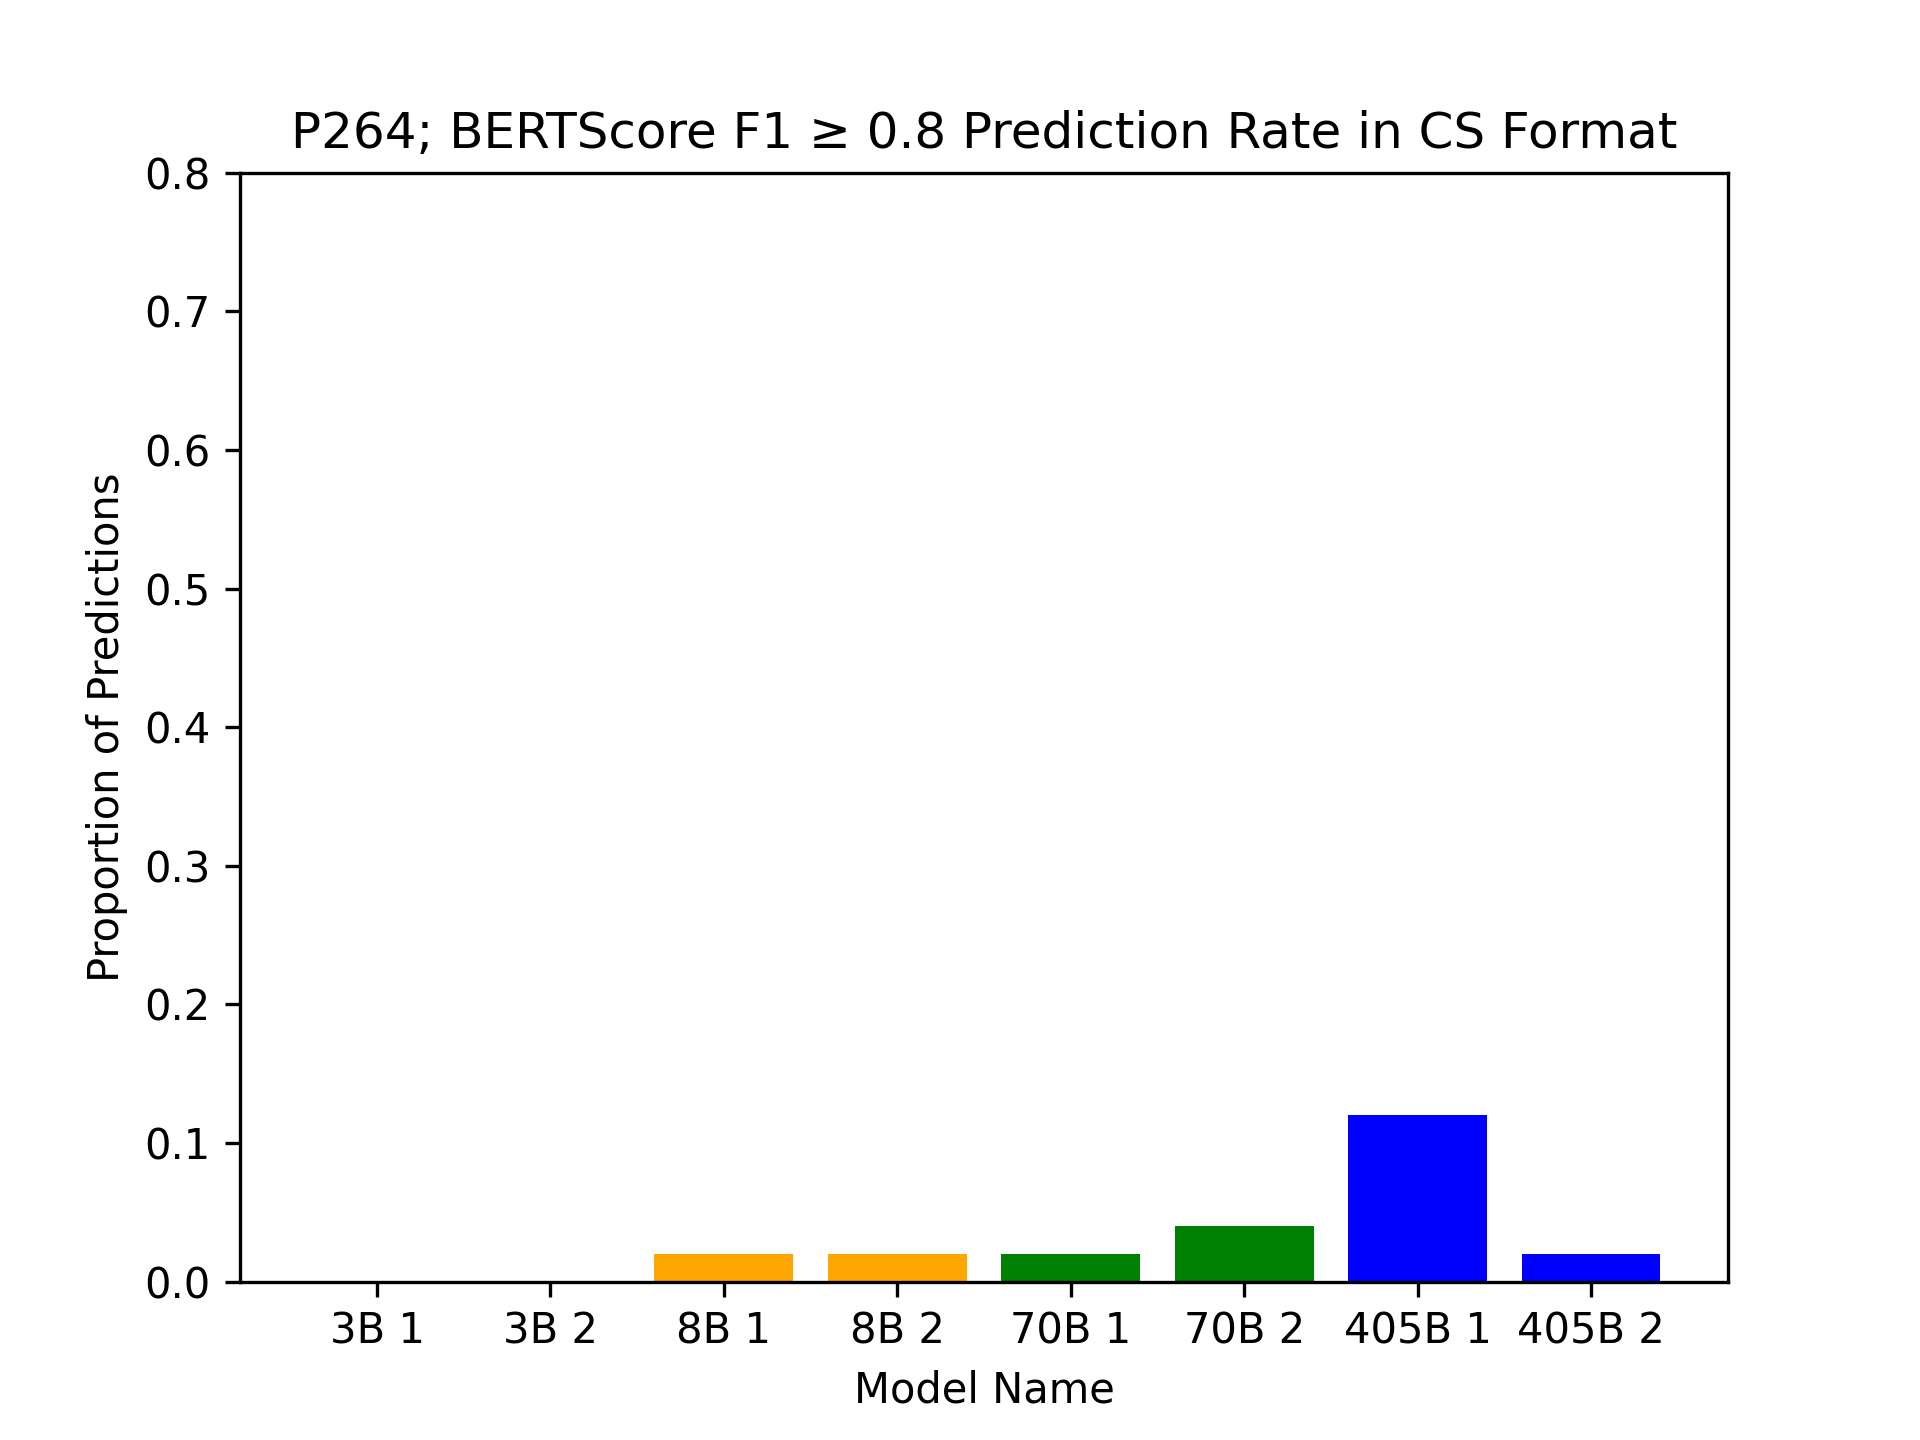 P264; BERTScore F1 ≥ 0.8 Prediction Rate in CS Format
0.8
0.7
0.6
0.5
0.4
0.3
0.2
0.1
0.0
Proportion of Predictions
3B 1 3B 2 8B 1 8B 2 70B 1 70B 2 405B 1 405B 2
Model Name